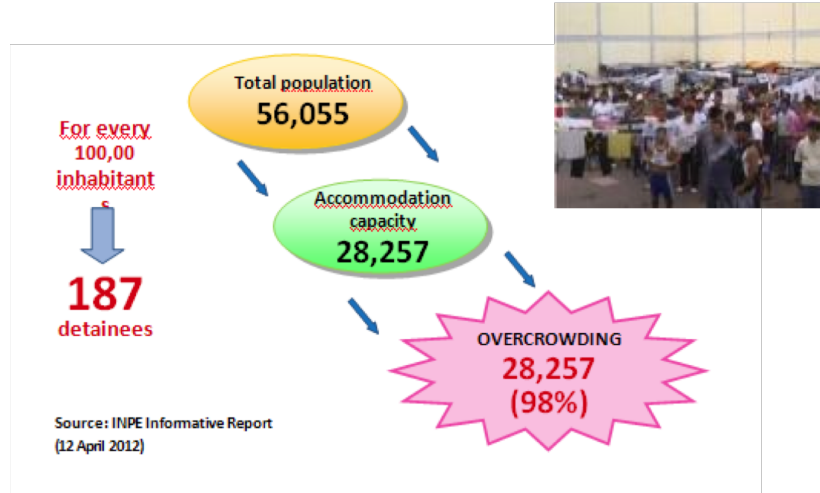 Total population
56,055
For every
100,00
inhabitant
s
187
detainees
Accommodation
capacity
28,257
OVERCROWDING
28,257
(98%)
Source: INPE Informative Report
(12 April 2012)